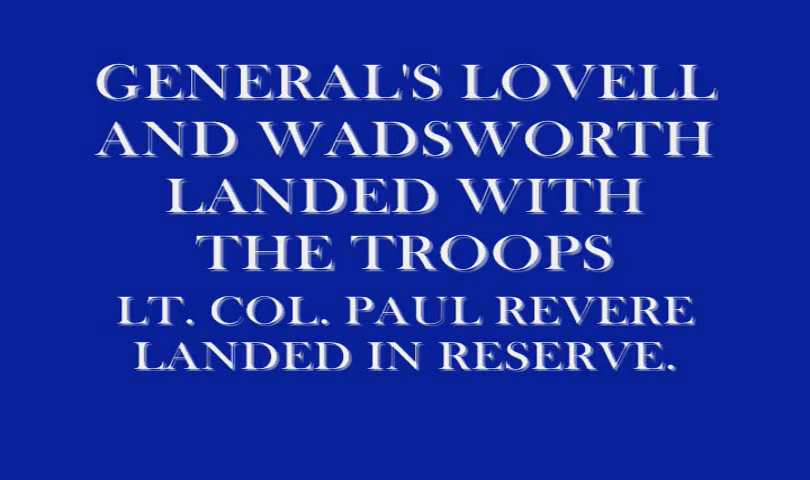 GENERAL'S LOVELL
AND WADSWORTH
LANDED WITH
THE TROOPS
LT. COL. PAUL REVERE
LANDED IN RESERVE.